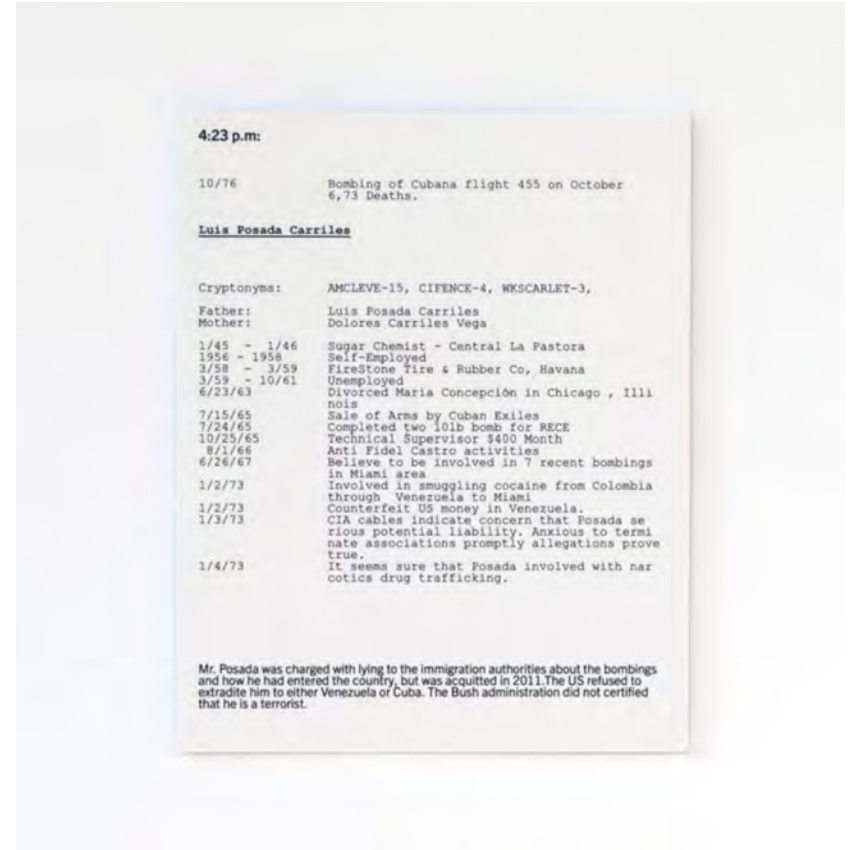 4:23 p.m:
10/76 Bombing of Cubana flight 455 on October
6,73 Deaths.
Luis Posada Carriles
Cryptonyms: AMCLEVE-15, CIFENCE-4, WKSCARLET-3,
Father: Luis Posada Carriles
Mother: Dolores Carriles Vega
1/45 - 1/46 Sugar Chemist - Central La Pastora
1956 - 1958 Self-Employed
3/58 - 3/59 FireStone Tire & Rubber Co, Havana
3/59 - 10/61 Unemployed
6/23/63 Divorced Maria Concepción in Chicago , Illi
nois
7/15/65 Sale of Arms by Cuban Exiles
7/24/65 Completed two 10lb bomb for RECE
10/25/65 Technical Supervisor $400 Month
8/1/66 Anti Fidel Castro activities
6/26/67 Believe to be involved in 7 recent bombings
in Miami area
1/2/73 Involved in smuggling cocaine from Colombia
through Venezuela to Miami
1/2/73 Counterfeit US money in Venezuela.
1/3/73 CIA cables indicate concern that Posada se
rious potential liability. Anxious to termi
nate associations promptly allegations prove
true.
1/4/73 It seems sure that Posada involved with nar
cotics drug trafficking.
Mr. Posada was charged with lying to the immigration authorities about the bombings
and how he had entered the country, but was acquitted in 2011.The US refused to
extradite him to either Venezuela or Cuba. The Bush administration did not certified
that he is a terrorist.